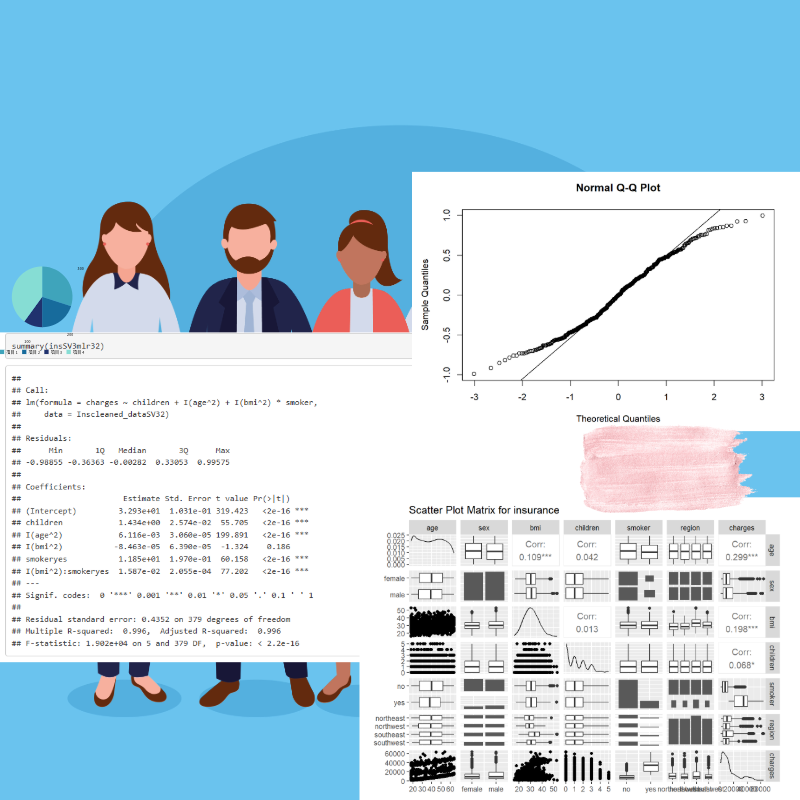 Normal Q-Q Plot
1.0
0.5
0.0
-0.5
-1.0
Sample Quantiles
-3 -2 -1 0 1 2 3
Theoretical Quantiles
summary(insSV3mlr32)
##
## Call:
## lm(formula = charges ~ children + I(age^2) + I(bmi^2) * smoker,
## data = Inscleaned_dataSV32)
##
## Residuals:
## Min 1Q Median 3Q Max
## -0.98855 -0.36363 -0.00282 0.33053 0.99575
##
## Coefficients:
## Estimate Std. Error t value Pr(>|t|)
## (Intercept) 3.293e+01 1.031e-01 319.423 <2e-16 ***
## children 1.434e+00 2.574e-02 55.705 <2e-16 ***
## I(age^2) 6.116e-03 3.060e-05 199.891 <2e-16 ***
## I(bmi^2) -8.463e-05 6.390e-05 -1.324 0.186
## smokeryes 1.185e+01 1.970e-01 60.158 <2e-16 ***
## I(bmi^2):smokeryes 1.587e-02 2.055e-04 77.202 <2e-16 ***
## ---
## Signif. codes: 0 '***' 0.001 '**' 0.01 '*' 0.05 '.' 0.1 ' ' 1
##
## Residual standard error: 0.4352 on 379 degrees of freedom
## Multiple R-squared: 0.996, Adjusted R-squared: 0.996
## F-statistic: 1.902e+04 on 5 and 379 DF, p-value: < 2.2e-16
Scatter Plot Matrix for insurance
age sex bmi children smoker region charges
0.025
0.020
0.015
0.010
0.005
0.000
Corr:
0.109***
Corr:
0.042
Corr:
0.299***
age
female
male
sex
50
40
30
20
Corr:
0.013
Corr:
0.198***
bmi
5
4
3
2
1
0
Corr:
0.068*
children
no
yes
smoker
northeast
northwest
southeast
southwest
region
60000
40000
20000
0
charges
20 30 40 50 60 female male 20 30 40 50 0 1 2 3 4 5 no yes